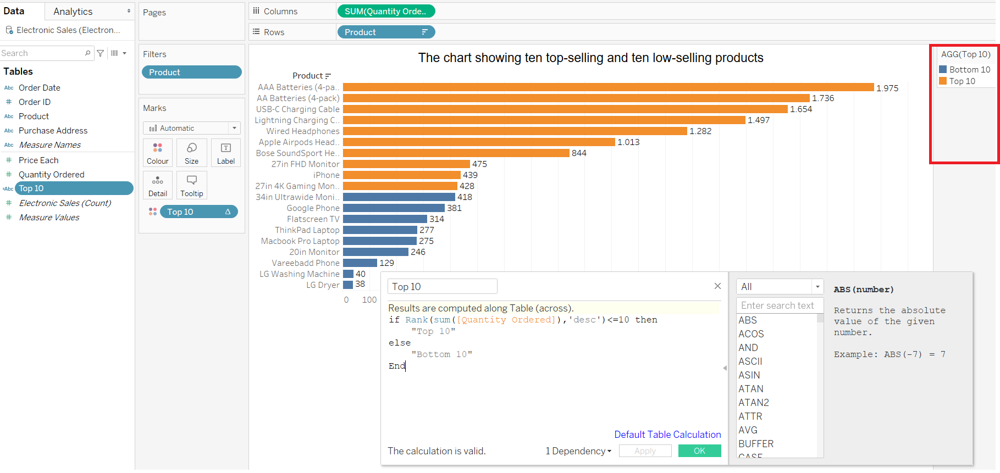 Data
Analytics
Electronic Sales (Electron...
Search
Tables
Abc Order Date
# Order ID
Abc Product
Abc Purchase Address
Abc Measure Names
# Price Each
# Quantity Ordered
=Abc Top 10
# Electronic Sales (Count)
# Measure Values
Pages
Filters
Product
Marks
Automatic
Colour
Size
T
Label
Detail
Tooltip
Top 10 Δ
Columns
SUM(Quantity Orde..
Rows
Product
The chart showing ten top-selling and ten low-selling products
Product
AAA Batteries (4-pa.. 1.975
AA Batteries (4-pack) 1.736
USB-C Charging Cable 1.654
Lightning Charging C.. 1.497
Wired Headphones 1.282
Apple Airpods Head.. 1.013
Bose SoundSport He.. 844
27in FHD Monitor 475
iPhone 439
27in 4K Gaming Mon.. 428
34in Ultrawide Moni.. 418
Google Phone 381
Flatscreen TV 314
ThinkPad Laptop 277
Macbook Pro Laptop 275
20in Monitor 246
Vareebadd Phone 129
LG Washing Machine 40
LG Dryer 38
0 100
AGG(Top 10)
Bottom 10
Top 10
Top 10
Results are computed along Table (across).
if Rank(sum([Quantity Ordered]),'desc')<=10 then
"Top 10"
else
"Bottom 10"
End
Default Table Calculation
The calculation is valid.
1 Dependency
Apply
OK
All
Enter search text
ABS
ACOS
AND
ASCII
ASIN
ATAN
ATAN2
ATTR
AVG
BUFFER
CASE
ABS(number)
Returns the absolute
value of the given
number.
Example: ABS(-7) = 7